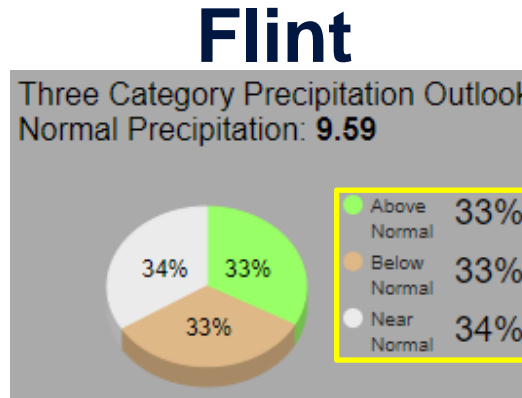 Flint
Three Category Precipitation Outlook
Normal Precipitation: 9.59
34%
33%
33%
Above Normal 33%
Below Normal 33%
Near Normal 34%